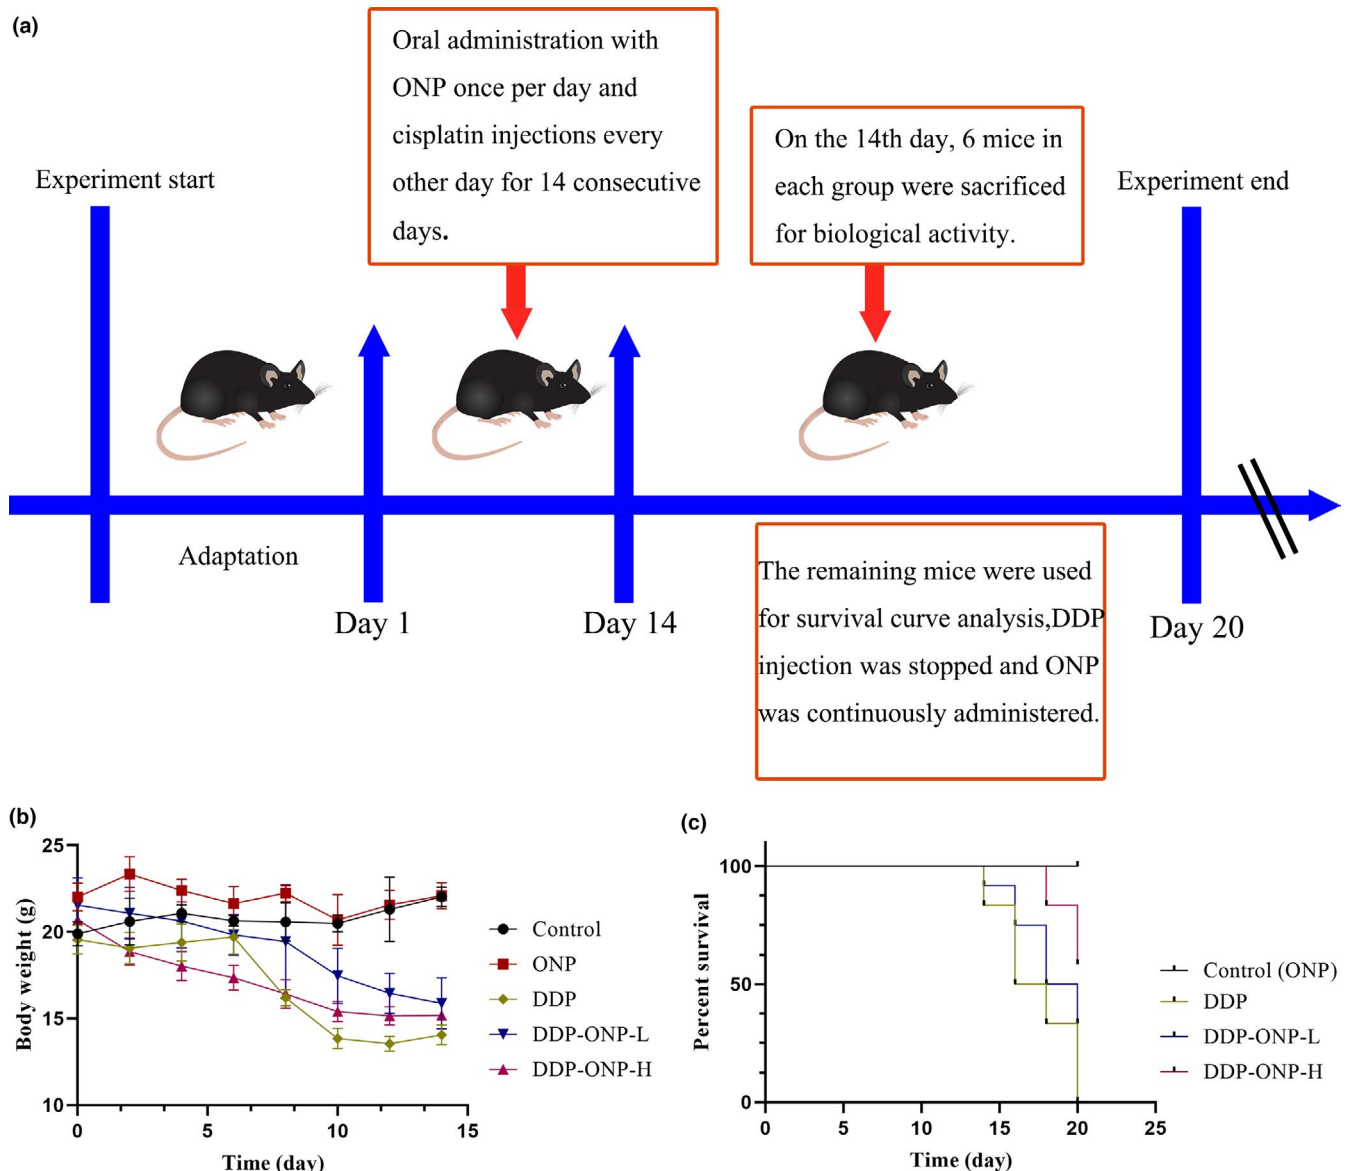 (a)
Oral administration with
ONP once per day and
cisplatin injections every
other day for 14 consecutive
days.
On the 14th day, 6 mice in
each group were sacrificed
for biological activity.
Experiment start
Experiment end
Adaptation
Day 1
Day 14
The remaining mice were used
for survival curve analysis,DDP
injection was stopped and ONP
was continuously administered.
Day 20
(b)
25
20
15
10
Body weight (g)
0
5
10
15
Time (day)
Control
ONP
DDP
DDP-ONP-L
DDP-ONP-H
(c)
100
50
0
Percent survival
0
5
10
15
20
25
Time (day)
Control (ONP)
DDP
DDP-ONP-L
DDP-ONP-H